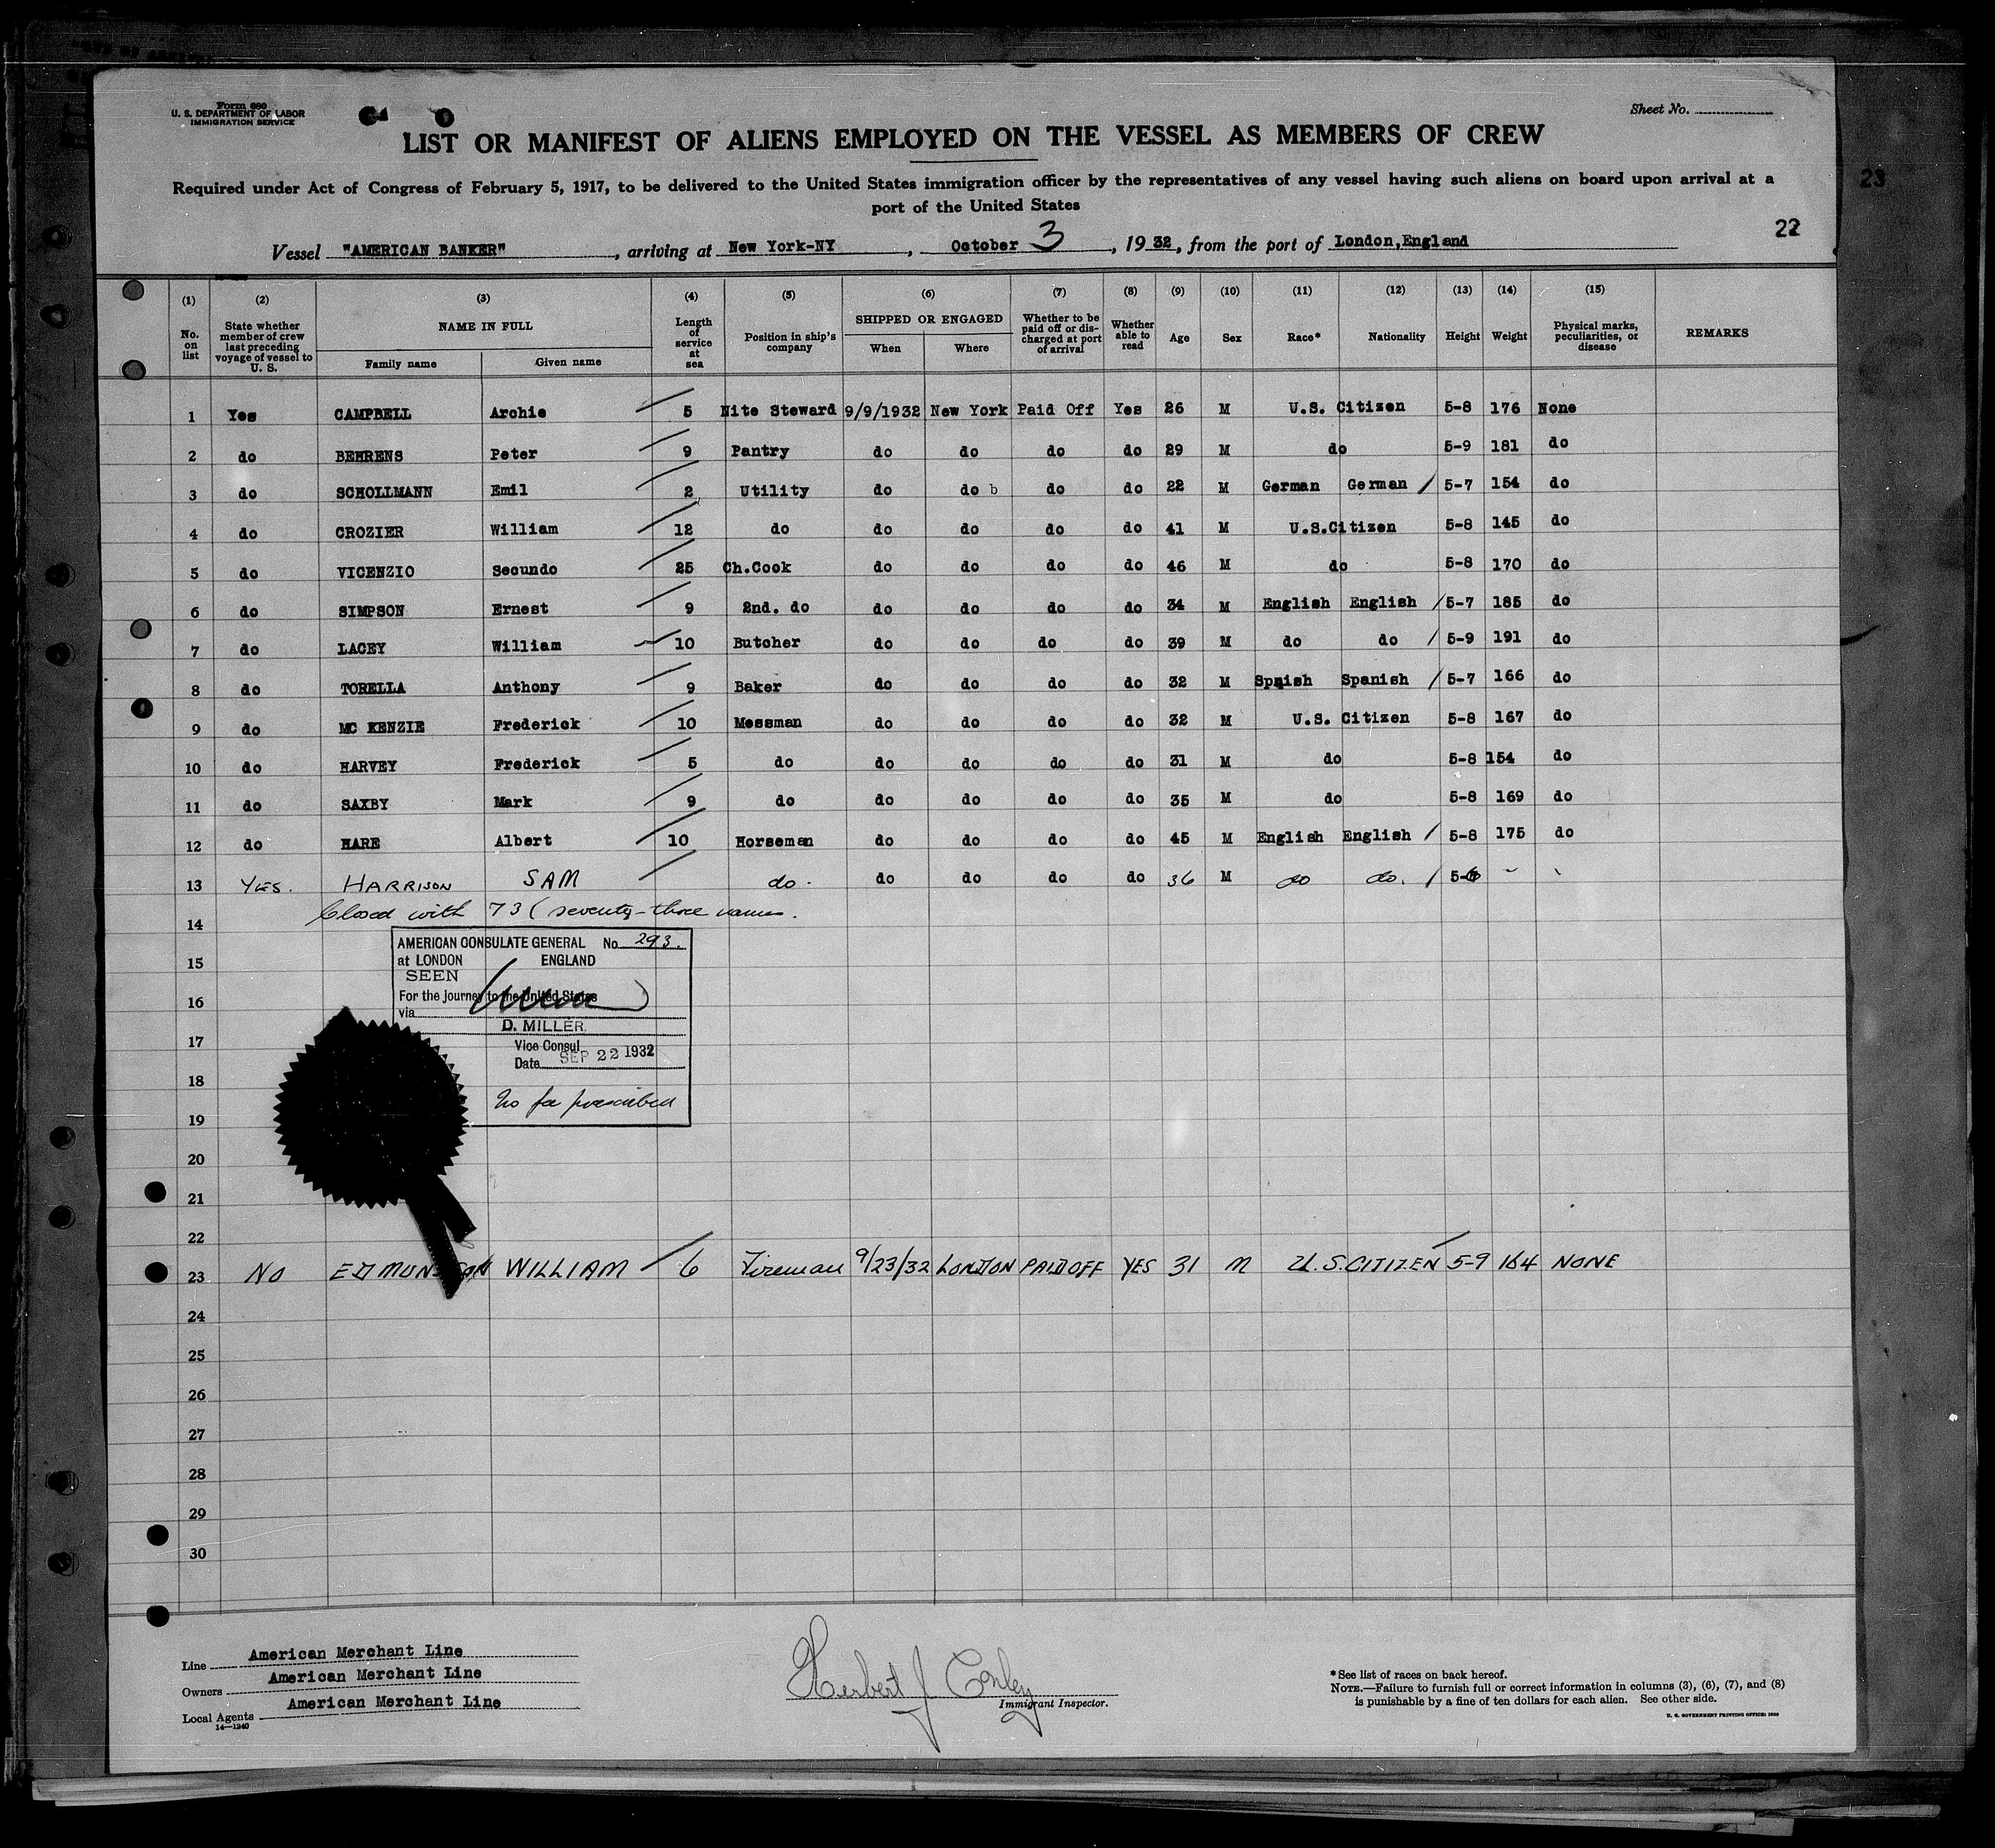 Form 680
U. S. DEPARTMENT OF LABOR
IMMIGRATION SERVICE
Sheet No.
LIST OR MANIFEST OF ALIENS EMPLOYED ON THE VESSEL AS MEMBERS OF CREW
Required under Act of Congress of February 5, 1917, to be delivered to the United States immigration officer by the representatives of any vessel having such aliens on board upon arrival at a
port of the United States
23
22
Vessel "AMERICAN BANKER", arriving at New York-NY, October 3, 1932, from the port of London,England
(1) (2) (3) (4) (5) (6) (7) (8) (9) (10) (11) (12) (13) (14) (15)
No. on list State whether member of crew last preceding voyage of vessel to U. S. NAME IN FULL Family name Given name Length of service at sea Position in ship's company SHIPPED OR ENGAGED When Where Whether to be paid off or discharged at port of arrival Whether able to read Age Sex Race* Nationality Height Weight Physical marks, peculiarities, or disease REMARKS
1 Yes CAMPBELL Archie 5 Nite Steward 9/9/1932 New York Paid Off Yes 26 M U.S. Citizen 5-8 176 None
2 do BEHRENS Peter 9 Pantry do do do do 29 M do 5-9 181 do
3 do SCHOLLMANN Emil 2 Utility do do b do do 22 M German German / 5-7 154 do
4 do CROZIER William 12 do do do do do 41 M U.S.Citizen 5-8 145 do
5 do VICENZIO Secundo 25 Ch.Cook do do do do 46 M do 5-8 170 do
6 do SIMPSON Ernest 9 2nd. do do do do do 34 M English English / 5-7 185 do
7 do LACEY William 10 Butcher do do do do 39 M do do / 5-9 191 do
8 do TORELLA Anthony 9 Baker do do do do 32 M Spnish Spanish / 5-7 166 do
9 do MC KENZIE Frederick 10 Messman do do do do 32 M U.S. Citizen 5-8 167 do
10 do HARVEY Frederick 5 do do do do do 31 M do 5-8 154 do
11 do SAXBY Mark 9 do do do do do 35 M do 5-8 169 do
12 do HARE Albert 10 Horseman do do do do 45 M English English / 5-8 175 do
13 YES. HARRISON SAM do. do do do do 36 M do do. / 5-6
14 Closed with 73 (seventy-three names.
15
16
17
18
19
20
21
22
AMERICAN CONSULATE GENERAL No 293.
at LONDON ENGLAND
SEEN
For the journey to the United States
via
D. MILLER
Vice Consul
Date SEP 22 1932
No fee prescribed
23 NO EDMUNDSON WILLIAM 6 Fireman 9/23/32 LONDON PAID OFF YES 31 M U.S. CITIZEN 5-9 164 NONE
24
25
26
27
28
29
30
Line American Merchant Line
Owners American Merchant Line
Local Agents American Merchant Line
14—1240
Herbert J Conley
Immigrant Inspector.
*See list of races on back hereof.
NOTE.—Failure to furnish full or correct information in columns (3), (6), (7), and (8)
is punishable by a fine of ten dollars for each alien. See other side.